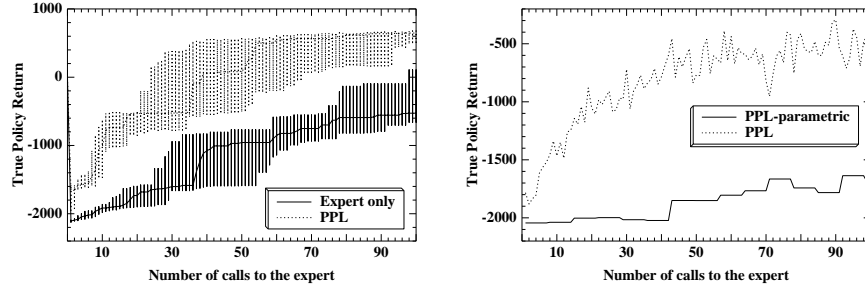 1000
0
-1000
-2000
True Policy Return
10 30 50 70 90
Number of calls to the expert
Expert only
PPL
-500
-1000
-1500
-2000
True Policy Return
10 30 50 70 90
Number of calls to the expert
PPL-parametric
PPL